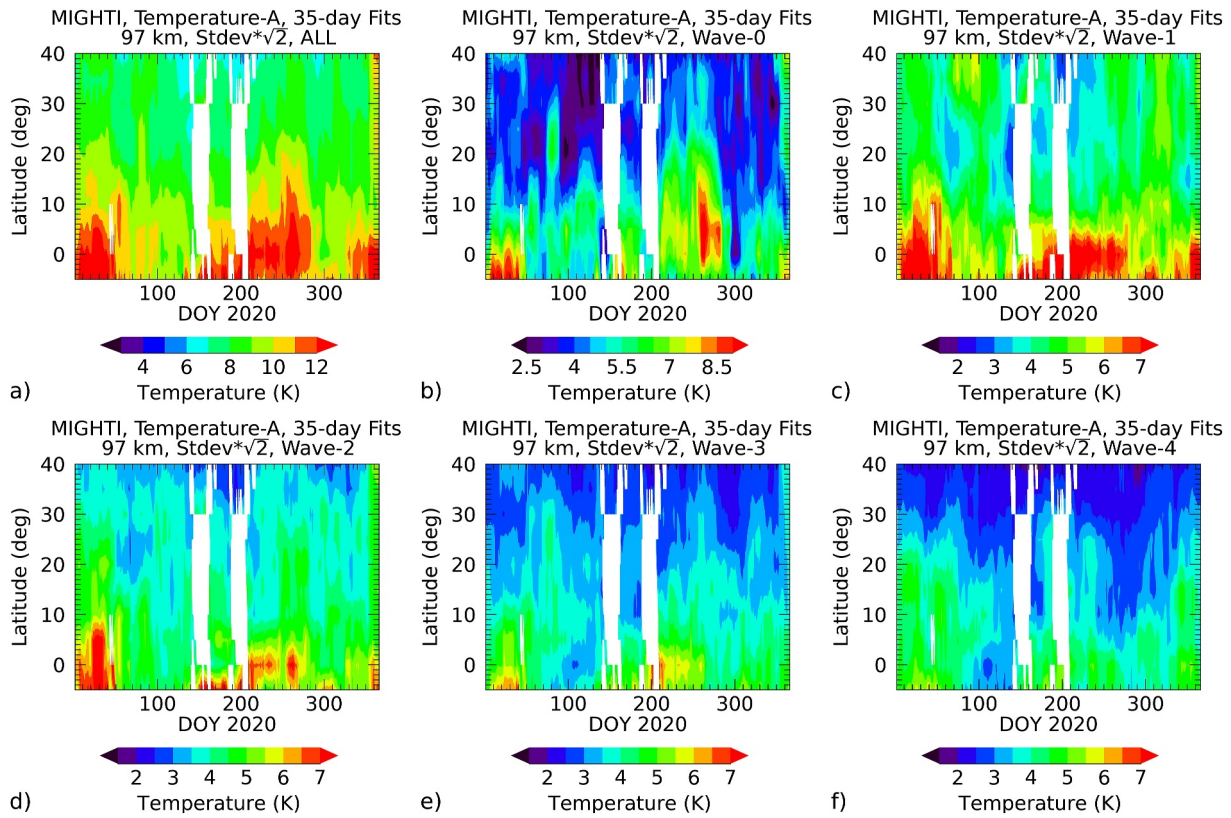 MIGHTI, Temperature-A, 35-day Fits
97 km, Stdev*√2, ALL
40
30
20
10
0
Latitude (deg)
100 200 300
DOY 2020
4 6 8 10 12
Temperature (K)
a)
MIGHTI, Temperature-A, 35-day Fits
97 km, Stdev*√2, Wave-0
40
30
20
10
0
Latitude (deg)
100 200 300
DOY 2020
2.5 4 5.5 7 8.5
Temperature (K)
b)
MIGHTI, Temperature-A, 35-day Fits
97 km, Stdev*√2, Wave-1
40
30
20
10
0
Latitude (deg)
100 200 300
DOY 2020
2 3 4 5 6 7
Temperature (K)
c)
MIGHTI, Temperature-A, 35-day Fits
97 km, Stdev*√2, Wave-2
40
30
20
10
0
Latitude (deg)
100 200 300
DOY 2020
2 3 4 5 6 7
Temperature (K)
d)
MIGHTI, Temperature-A, 35-day Fits
97 km, Stdev*√2, Wave-3
40
30
20
10
0
Latitude (deg)
100 200 300
DOY 2020
2 3 4 5 6 7
Temperature (K)
e)
MIGHTI, Temperature-A, 35-day Fits
97 km, Stdev*√2, Wave-4
40
30
20
10
0
Latitude (deg)
100 200 300
DOY 2020
2 3 4 5 6 7
Temperature (K)
f)